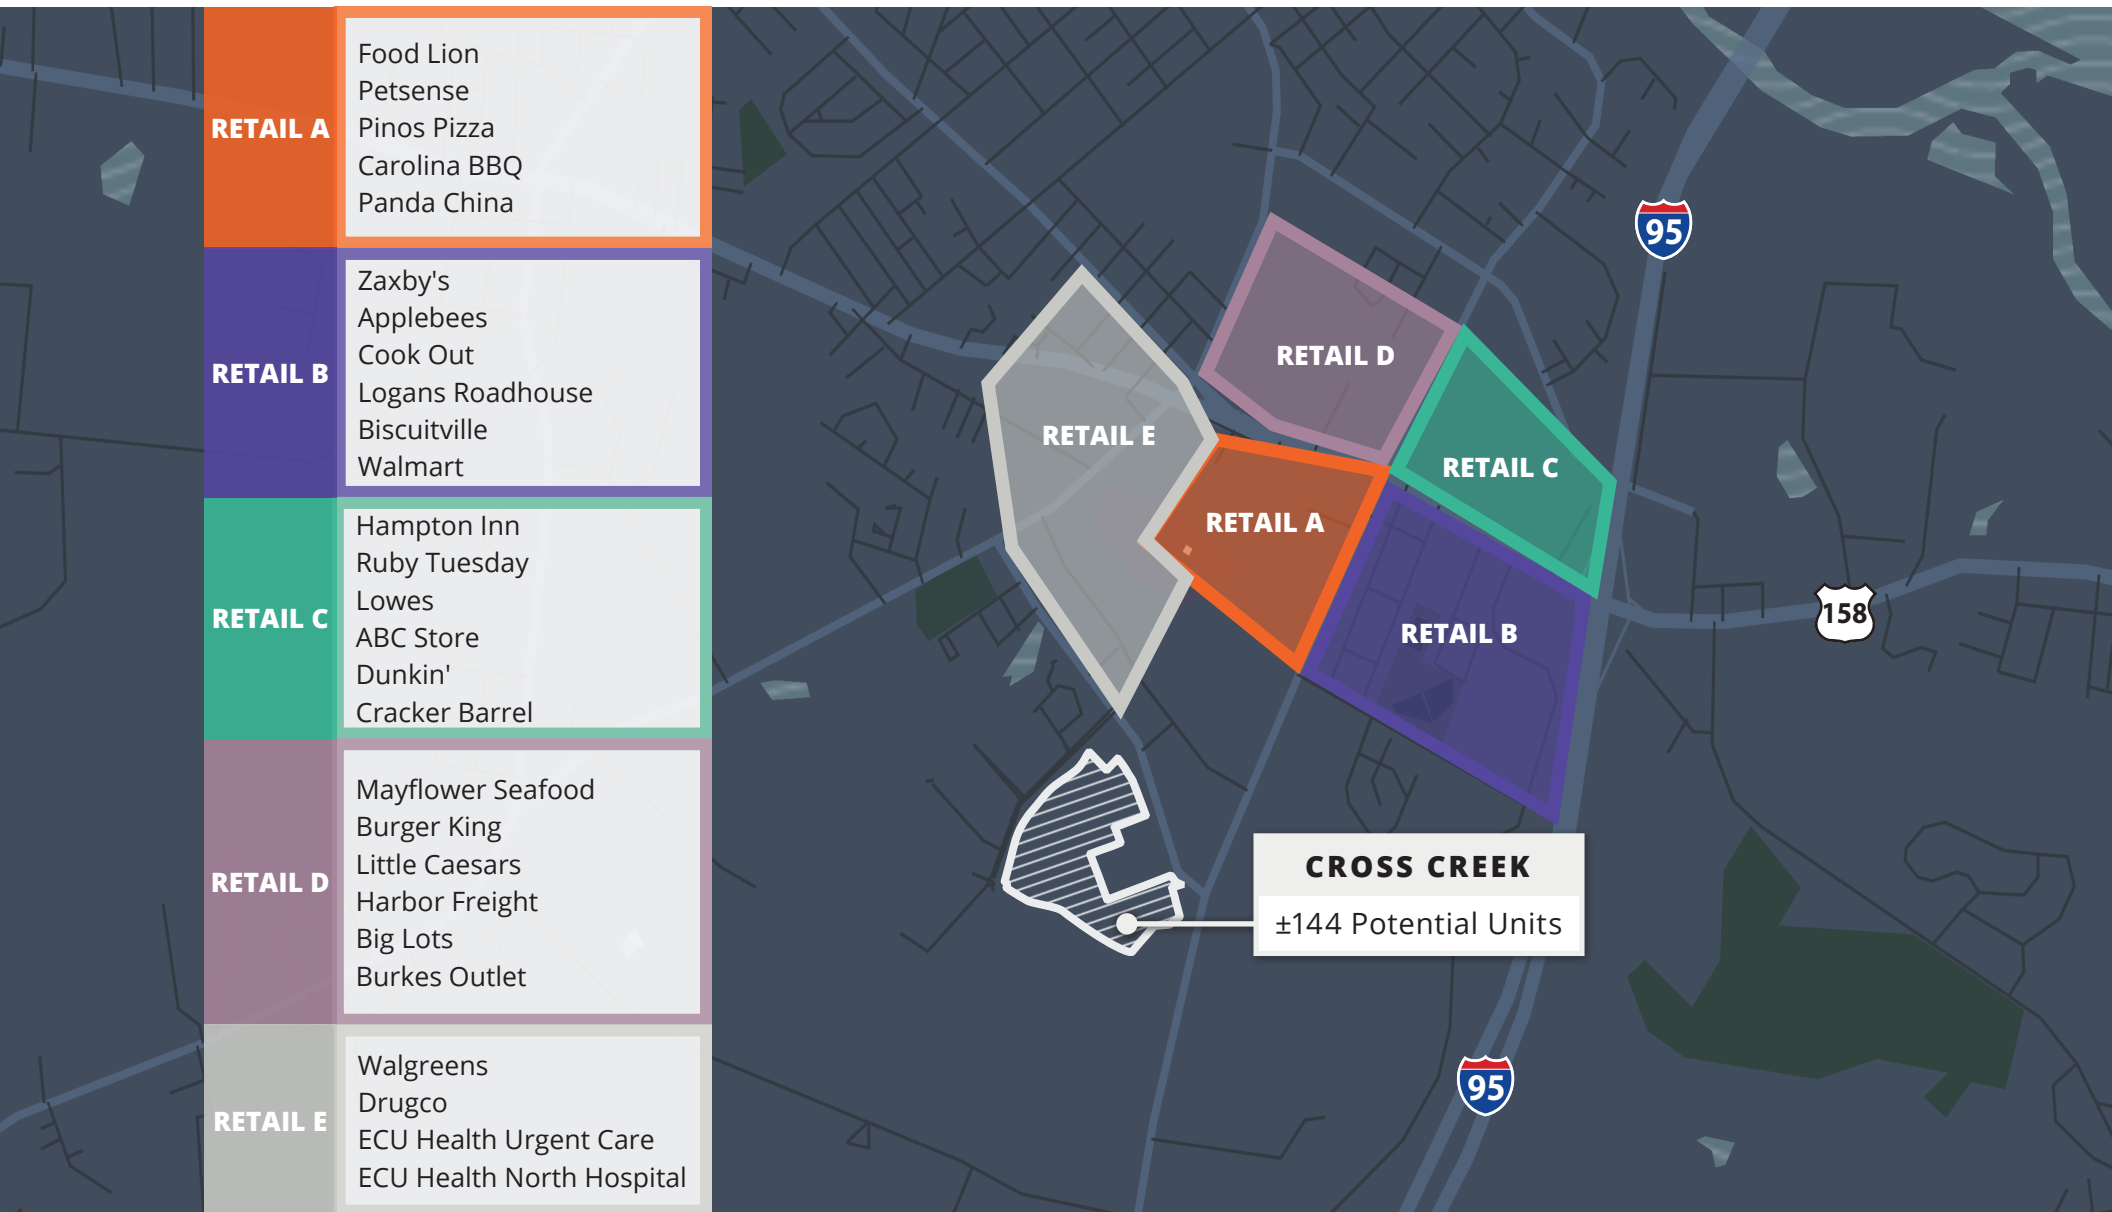 RETAIL A
Food Lion
Petsense
Pinos Pizza
Carolina BBQ
Panda China
RETAIL B
Zaxby's
Applebees
Cook Out
Logans Roadhouse
Biscuitville
Walmart
RETAIL C
Hampton Inn
Ruby Tuesday
Lowes
ABC Store
Dunkin'
Cracker Barrel
RETAIL D
Mayflower Seafood
Burger King
Little Caesars
Harbor Freight
Big Lots
Burkes Outlet
RETAIL E
Walgreens
Drugco
ECU Health Urgent Care
ECU Health North Hospital
95
RETAIL D
RETAIL E
RETAIL C
RETAIL A
158
RETAIL B
CROSS CREEK
±144 Potential Units
95